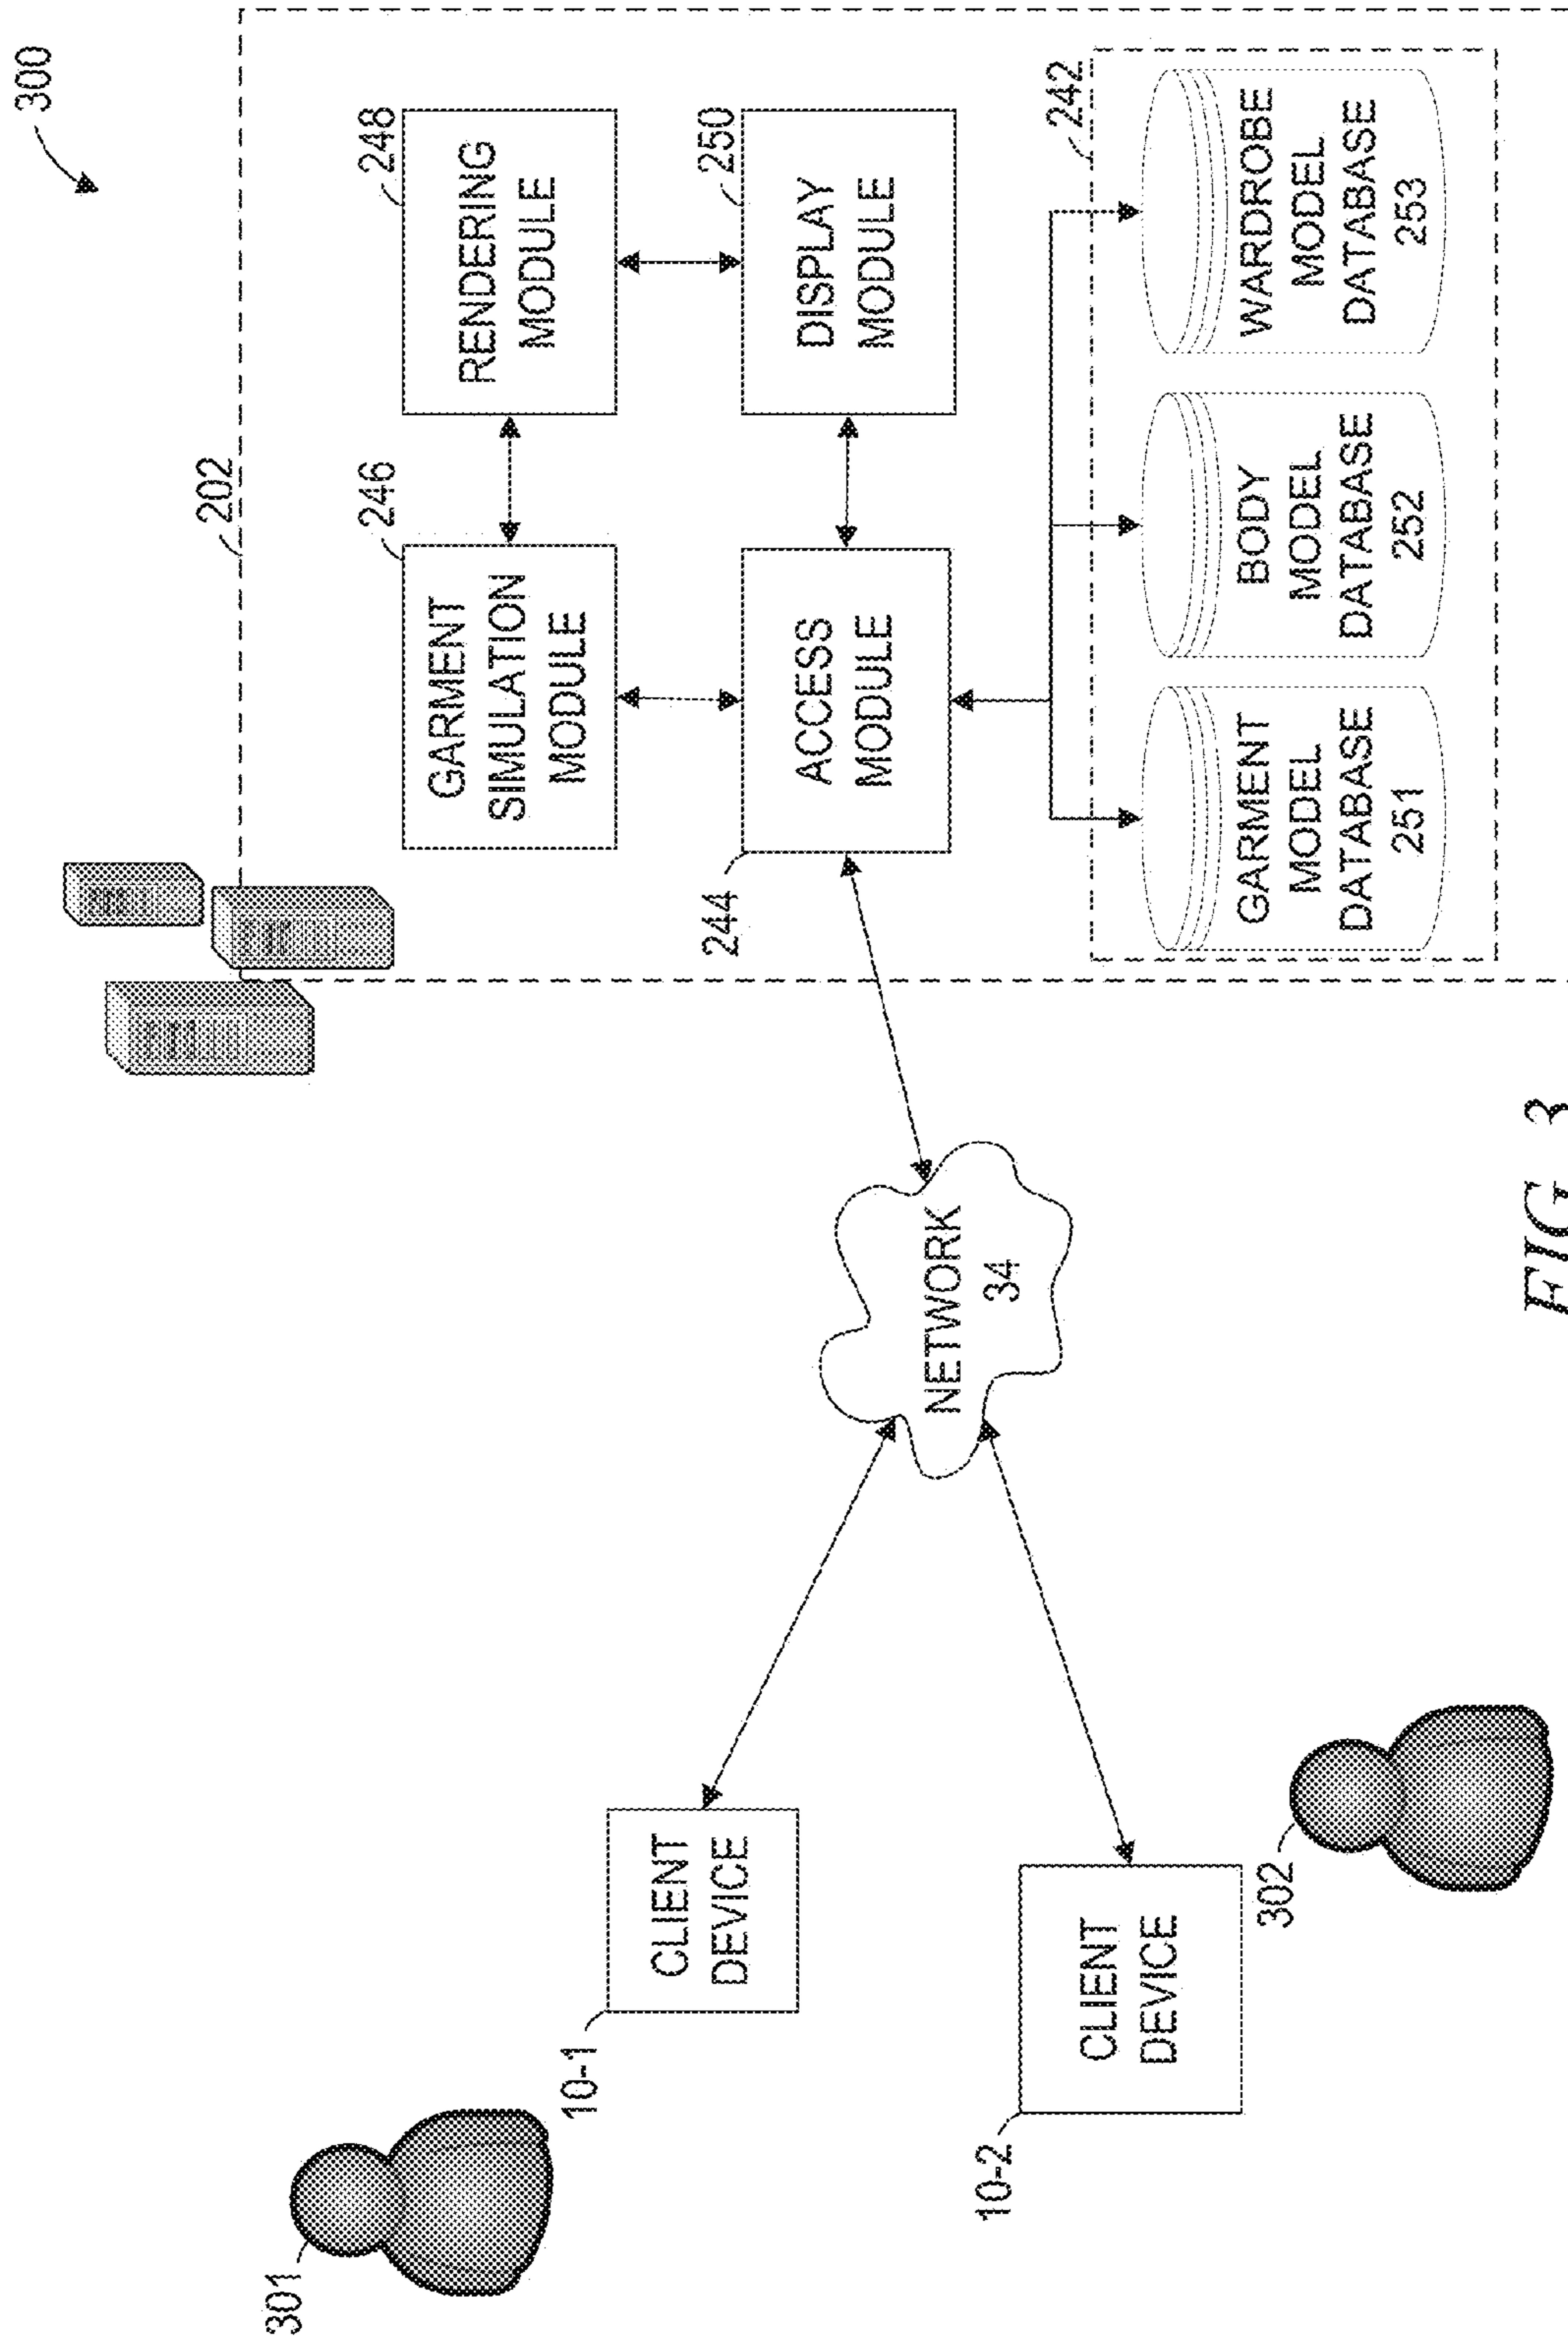 300
202
246
GARMENT
SIMULATION
MODULE
248
RENDERING
MODULE
244
ACCESS
MODULE
250
DISPLAY
MODULE
242
GARMENT
MODEL
DATABASE
251
BODY
MODEL
DATABASE
252
WARDROBE
MODEL
DATABASE
253
NETWORK
34
301
10-1
CLIENT
DEVICE
10-2
CLIENT
DEVICE
302
FIG. 3